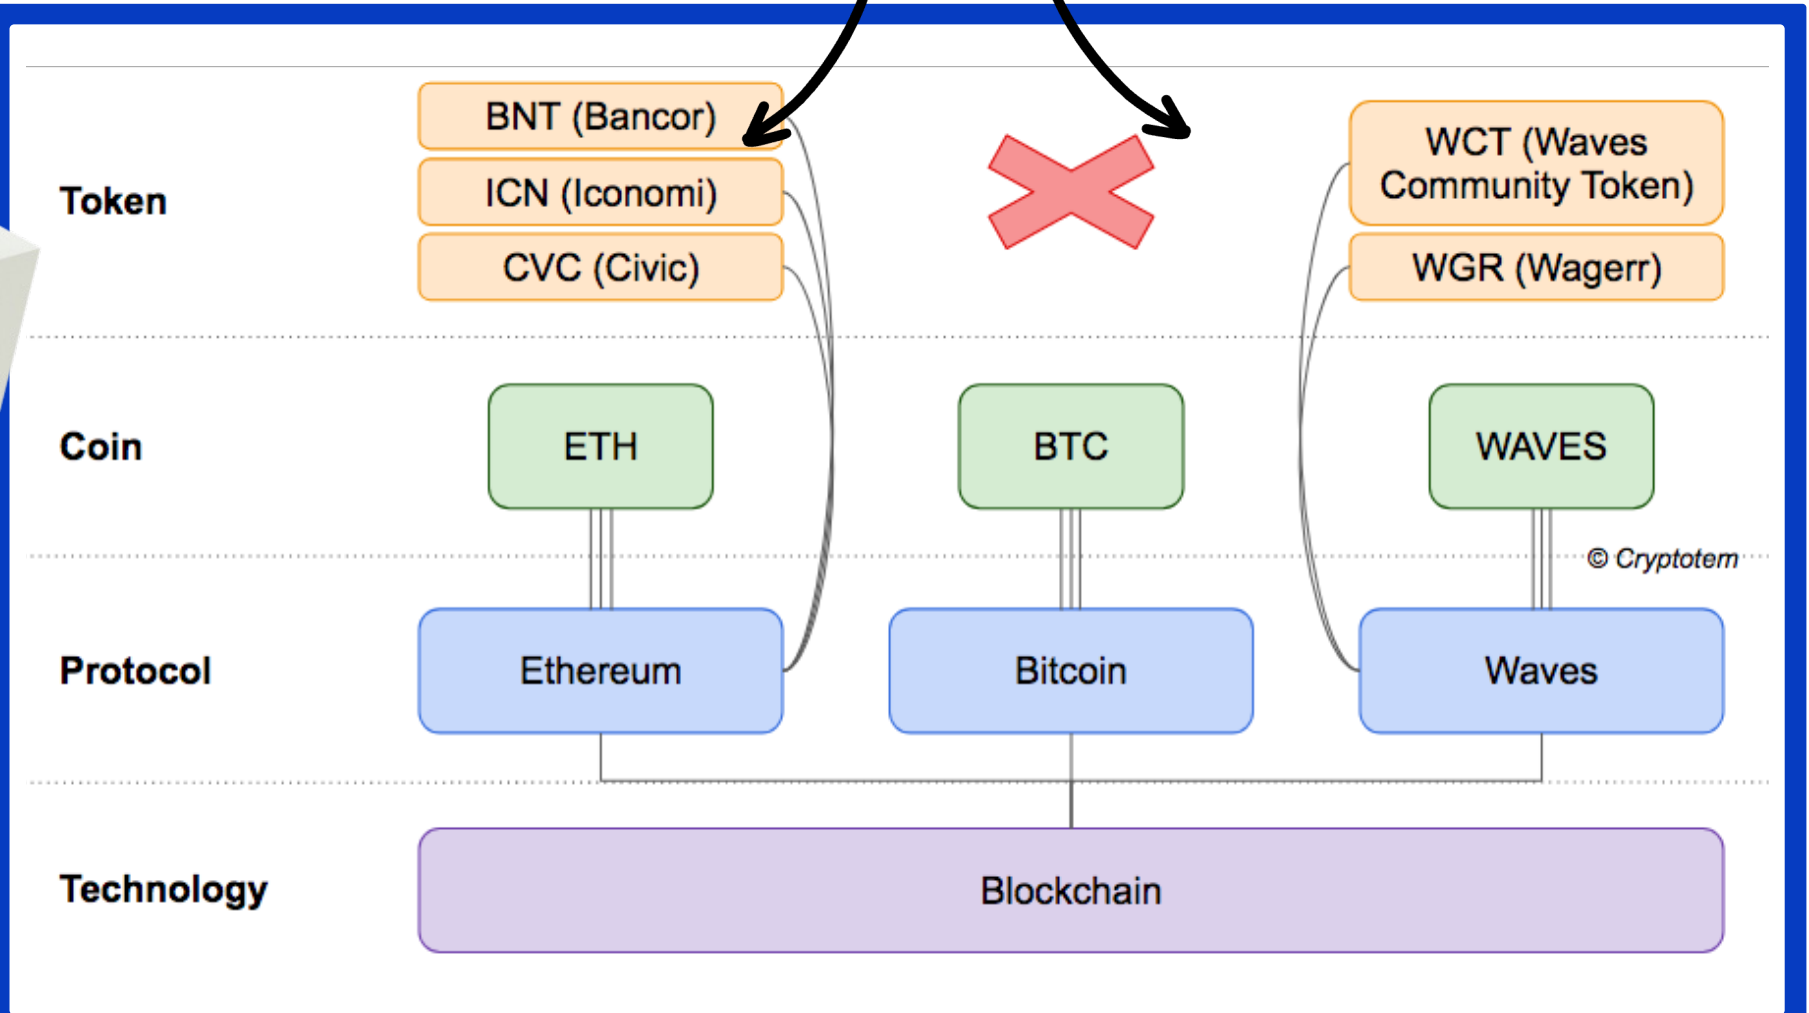 Token
BNT (Bancor)
ICN (Iconomi)
CVC (Civic)
WCT (Waves
Community Token)
WGR (Wagerr)
Coin
ETH
BTC
WAVES
© Cryptotem
Protocol
Ethereum
Bitcoin
Waves
Technology
Blockchain